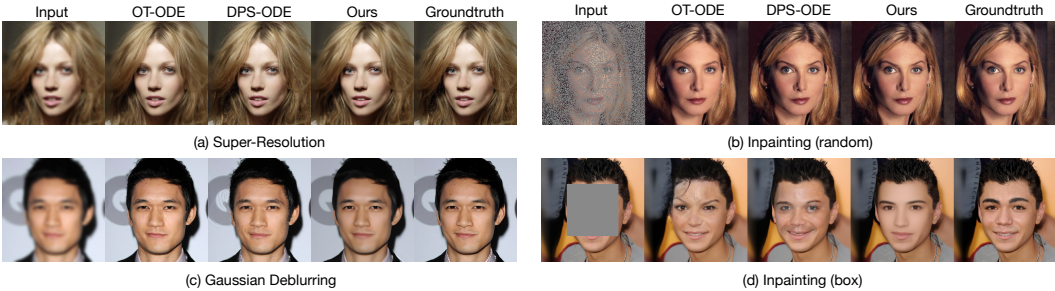 Input OT-ODE DPS-ODE Ours Groundtruth
(a) Super-Resolution
Input OT-ODE DPS-ODE Ours Groundtruth
(b) Inpainting (random)
(c) Gaussian Deblurring
(d) Inpainting (box)